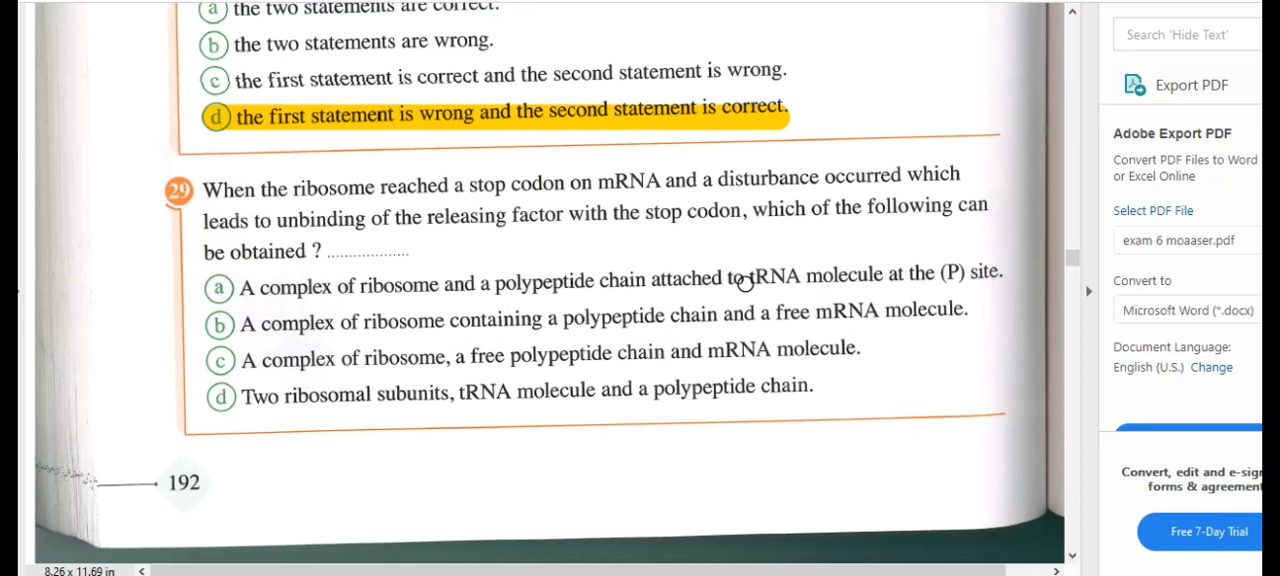 a the two statements are correct.
b the two statements are wrong.
c the first statement is correct and the second statement is wrong.
d the first statement is wrong and the second statement is correct.
29 When the ribosome reached a stop codon on mRNA and a disturbance occurred which
leads to unbinding of the releasing factor with the stop codon, which of the following can
be obtained ? ....................
a A complex of ribosome and a polypeptide chain attached to tRNA molecule at the (P) site.
b A complex of ribosome containing a polypeptide chain and a free mRNA molecule.
c A complex of ribosome, a free polypeptide chain and mRNA molecule.
d Two ribosomal subunits, tRNA molecule and a polypeptide chain.
192
8.26 x 11.69 in
Search 'Hide Text'
Export PDF
Adobe Export PDF
Convert PDF Files to Word
or Excel Online
Select PDF File
exam 6 moaaser.pdf
Convert to
Microsoft Word (*.docx)
Document Language:
English (U.S.) Change
Convert, edit and e-sig
forms & agreement
Free 7-Day Trial